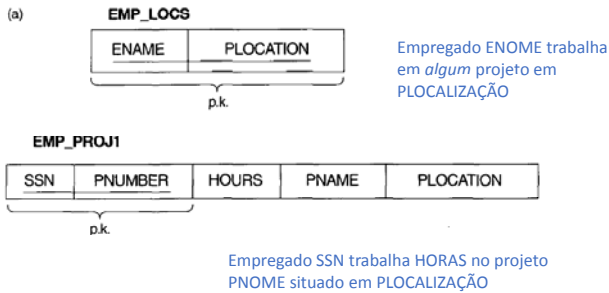 (a)
EMP_LOCS
ENAME PLOCATION
p.k.
Empregado ENOME trabalha
em algum projeto em
PLOCALIZAÇÃO
EMP_PROJ1
SSN PNUMBER HOURS PNAME PLOCATION
p.k.
Empregado SSN trabalha HORAS no projeto
PNOME situado em PLOCALIZAÇÃO